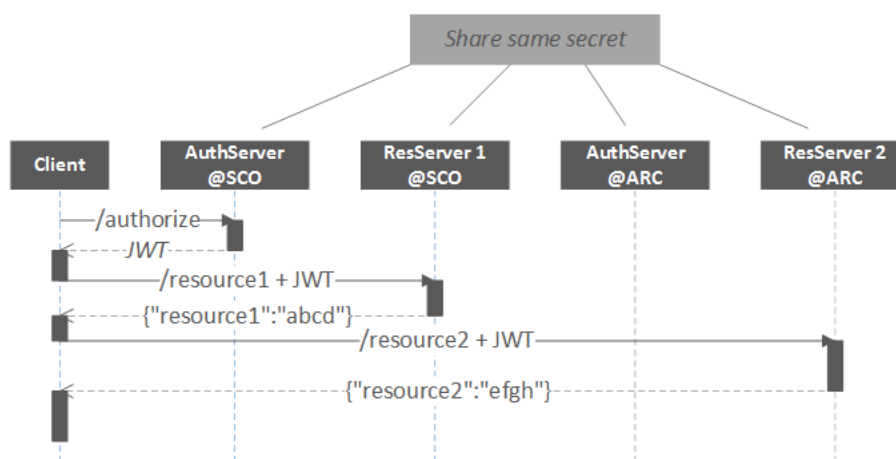 Share same secret
Client
AuthServer
@SCO
ResServer 1
@SCO
AuthServer
@ARC
ResServer 2
@ARC
/authorize
JWT
/resource1 + JWT
{"resource1":"abcd"}
/resource2 + JWT
{"resource2":"efgh"}